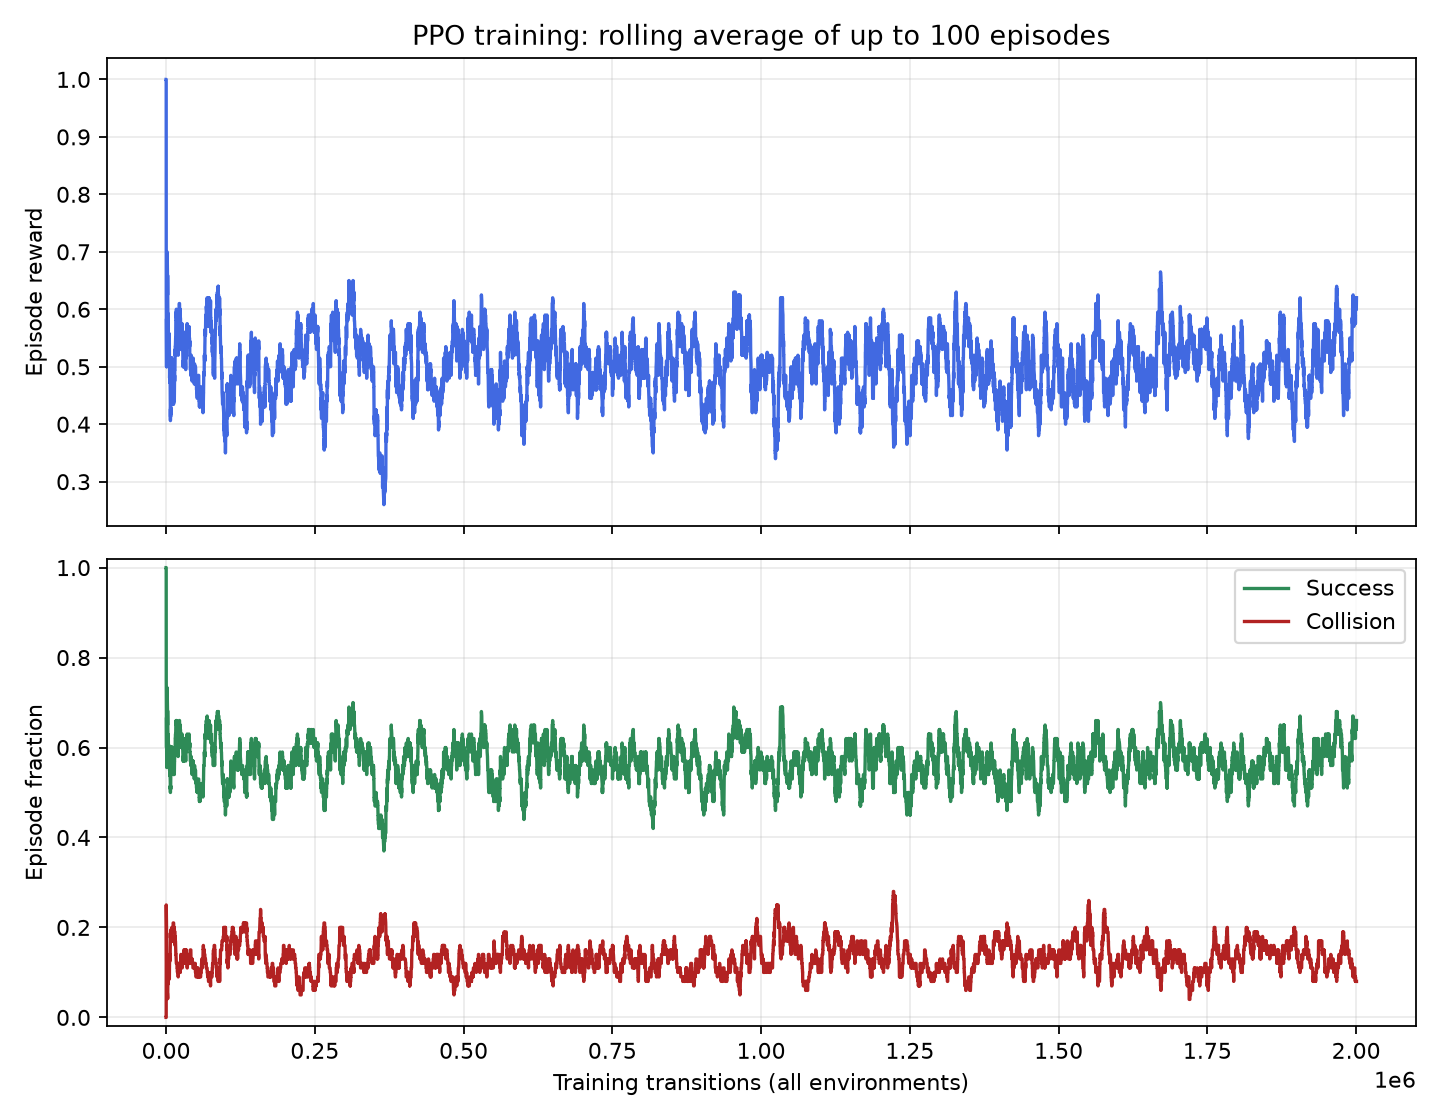 PPO training: rolling average of up to 100 episodes
Episode reward
1.0
0.9
0.8
0.7
0.6
0.5
0.4
0.3
Episode fraction
1.0
0.8
0.6
0.4
0.2
0.0
Success
Collision
0.00 0.25 0.50 0.75 1.00 1.25 1.50 1.75 2.00
Training transitions (all environments)
1e6